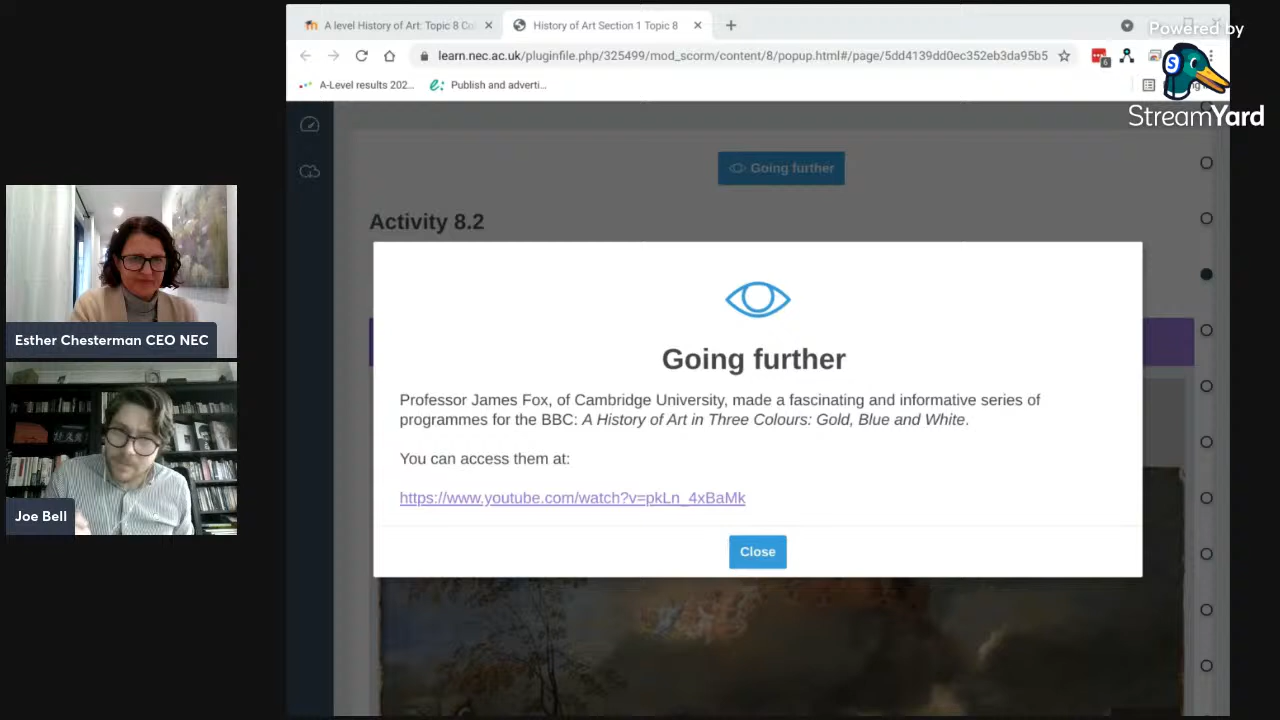 A level History of Art: Topic 8 Co
History of Art Section 1 Topic 8
Powered by
learn.nec.ac.uk/pluginfile.php/325499/mod_scorm/content/8/popup.html#/page/5dd4139dd0ec352eb3da95b5
A-Level results 202...
Publish and adverti...
StreamYard
Going further
Activity 8.2
Going further
Professor James Fox, of Cambridge University, made a fascinating and informative series of
programmes for the BBC: A History of Art in Three Colours: Gold, Blue and White.
You can access them at:
https://www.youtube.com/watch?v=pkLn_4xBaMk
Close
Esther Chesterman CEO NEC
Joe Bell